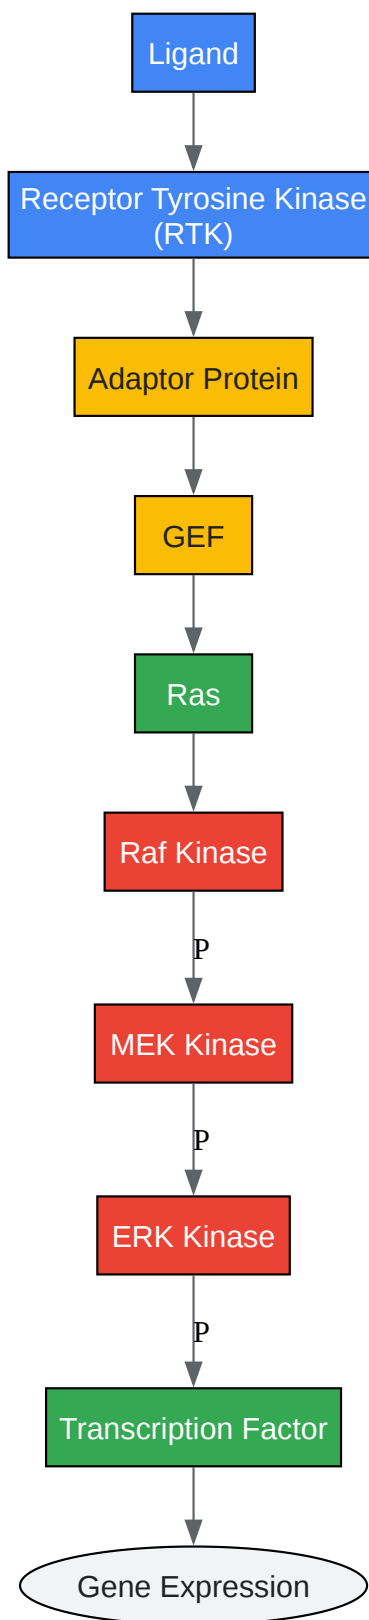 Ligand
Receptor Tyrosine Kinase
(RTK)
Adaptor Protein
GEF
Ras
Raf Kinase
P
MEK Kinase
P
ERK Kinase
P
Transcription Factor
Gene Expression